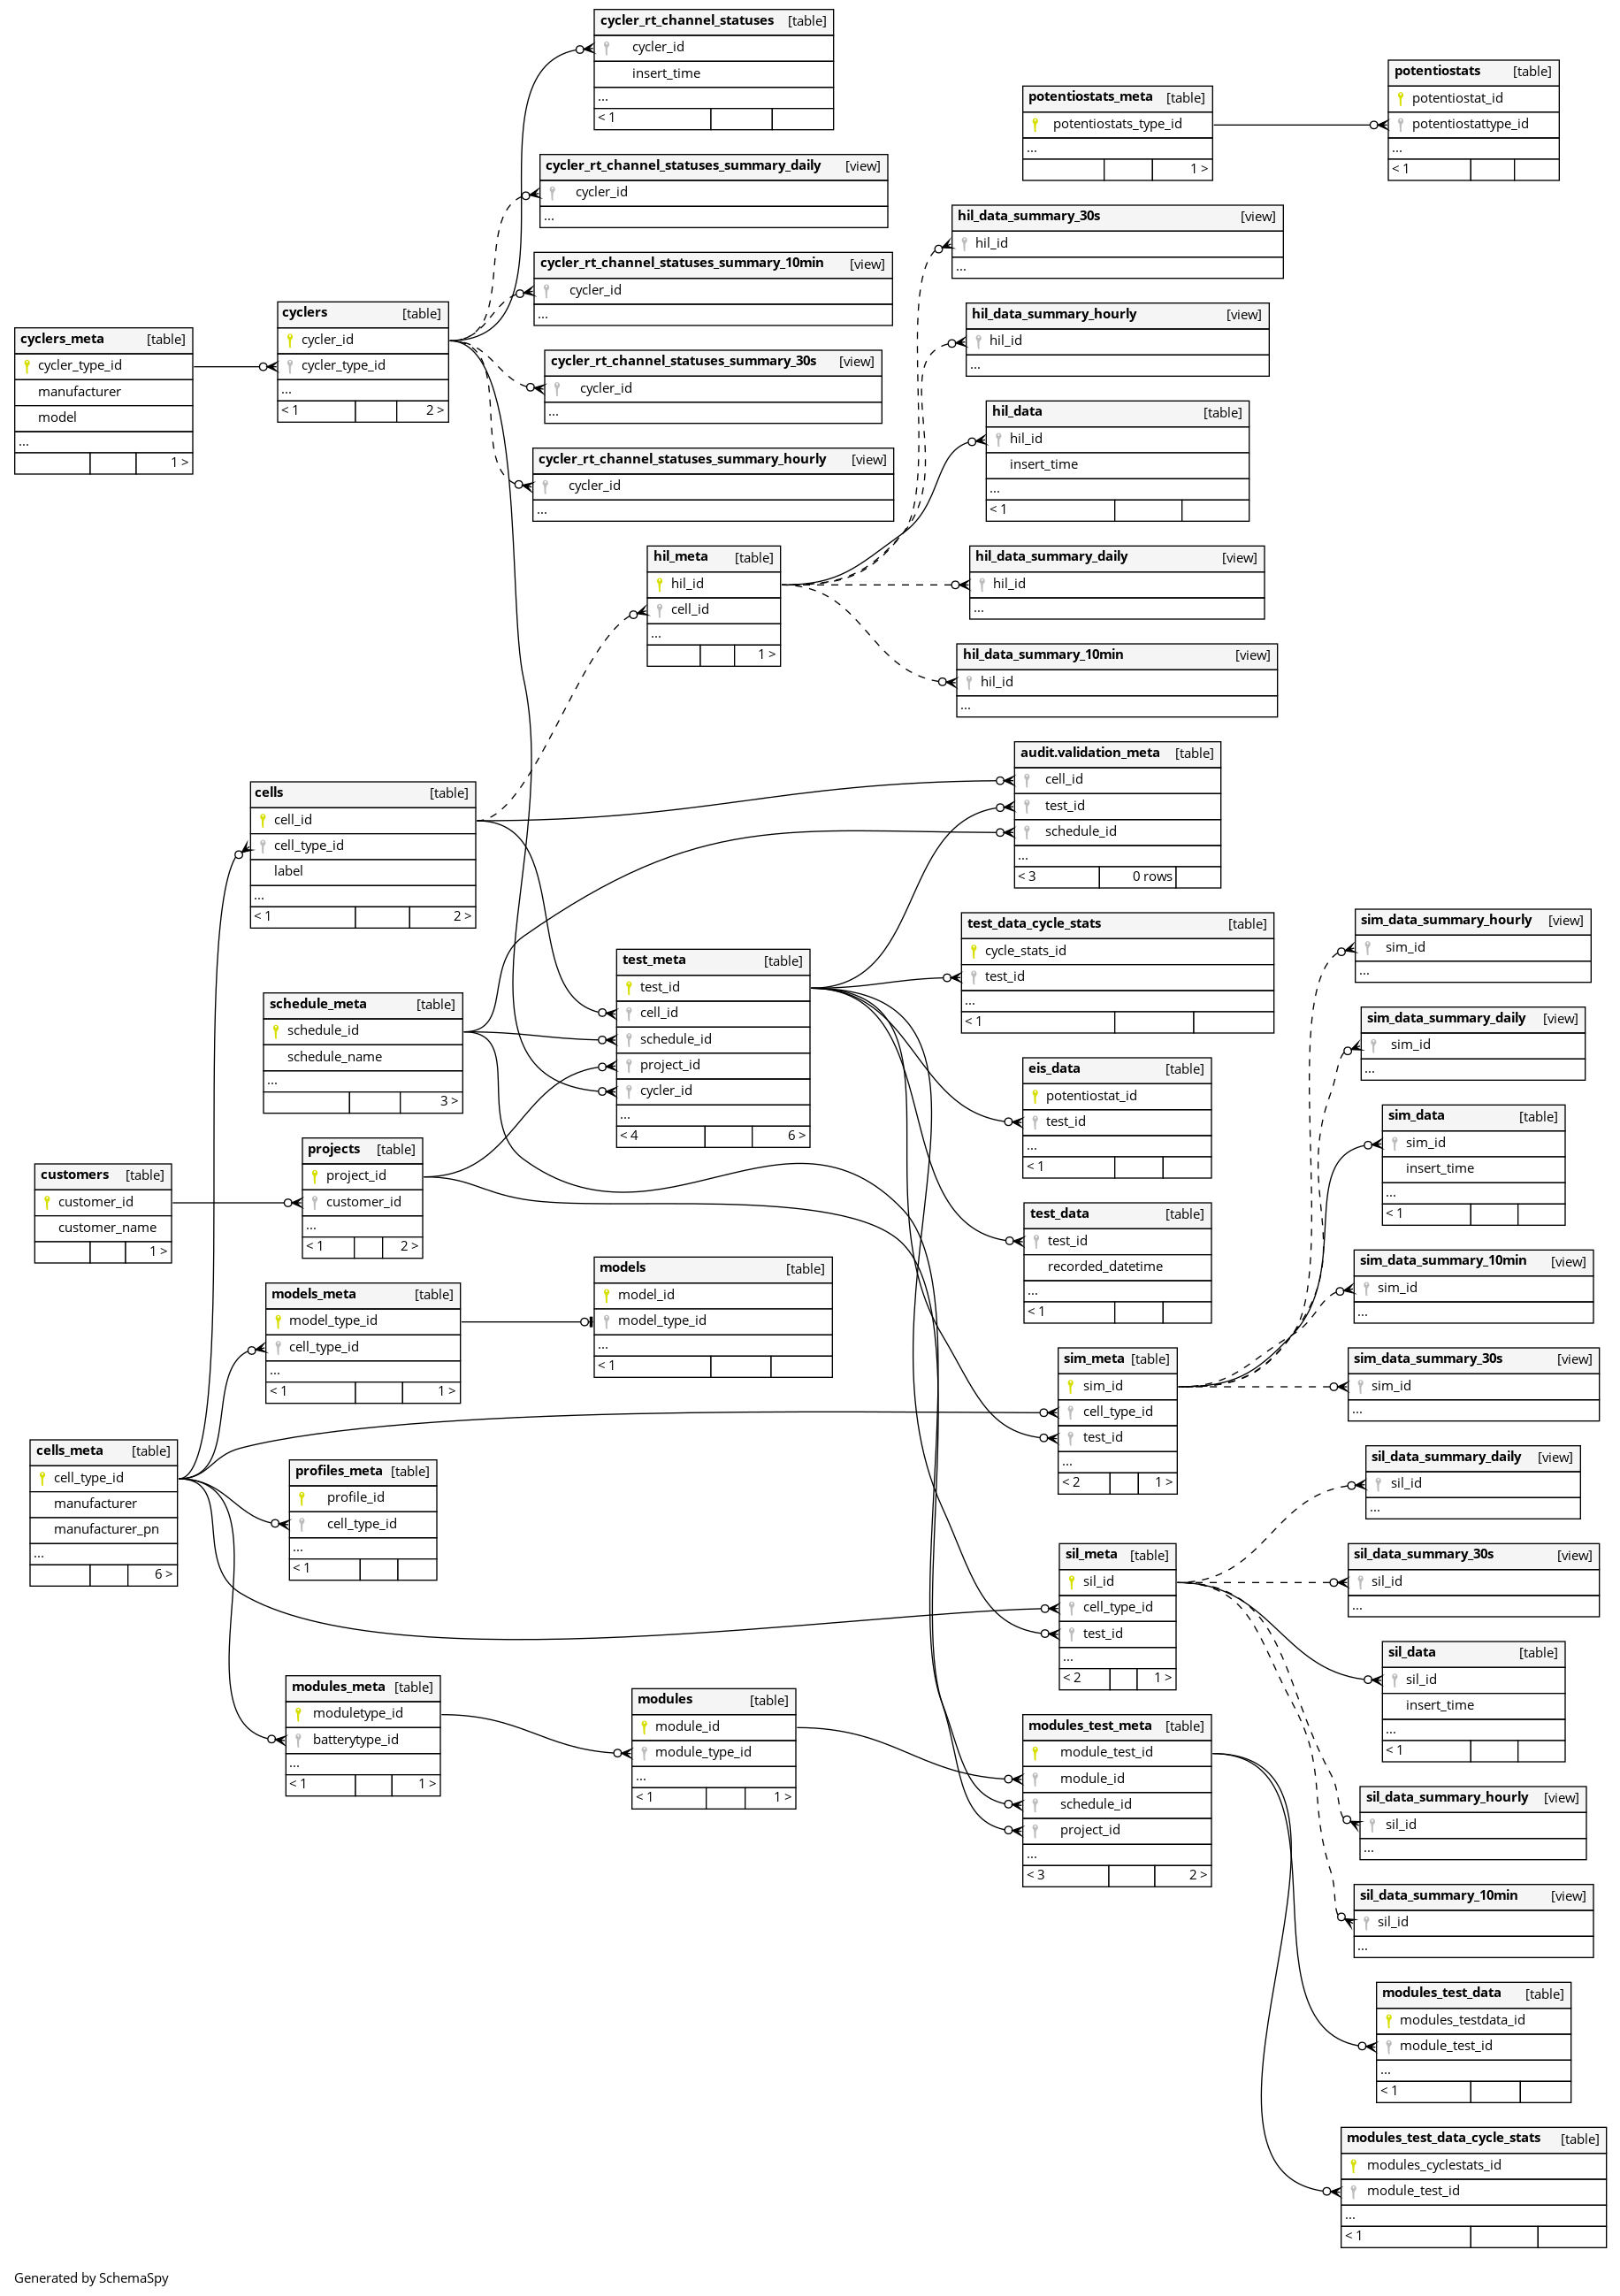 cycler_rt_channel_statuses [table]
cycler_id
insert_time
...
< 1
potentiostats [table]
potentiostat_id
potentiostattype_id
...
< 1
potentiostats_meta [table]
potentiostats_type_id
...
1 >
cycler_rt_channel_statuses_summary_daily [view]
cycler_id
...
hil_data_summary_30s [view]
hil_id
...
cycler_rt_channel_statuses_summary_10min [view]
cycler_id
...
cyclers [table]
cycler_id
cycler_type_id
...
< 1 2 >
hil_data_summary_hourly [view]
hil_id
...
cyclers_meta [table]
cycler_type_id
manufacturer
model
...
1 >
cycler_rt_channel_statuses_summary_30s [view]
cycler_id
...
hil_data [table]
hil_id
insert_time
...
< 1
cycler_rt_channel_statuses_summary_hourly [view]
cycler_id
...
hil_meta [table]
hil_id
cell_id
...
1 >
hil_data_summary_daily [view]
hil_id
...
hil_data_summary_10min [view]
hil_id
...
audit.validation_meta [table]
cell_id
test_id
schedule_id
...
< 3 0 rows
cells [table]
cell_id
cell_type_id
label
...
< 1 2 >
test_data_cycle_stats [table]
cycle_stats_id
test_id
...
< 1
sim_data_summary_hourly [view]
sim_id
...
test_meta [table]
test_id
cell_id
schedule_id
project_id
cycler_id
...
< 4 6 >
schedule_meta [table]
schedule_id
schedule_name
...
3 >
sim_data_summary_daily [view]
sim_id
...
eis_data [table]
potentiostat_id
test_id
...
< 1
sim_data [table]
sim_id
insert_time
...
< 1
projects [table]
project_id
customer_id
...
< 1 2 >
customers [table]
customer_id
customer_name
1 >
test_data [table]
test_id
recorded_datetime
...
< 1
sim_data_summary_10min [view]
sim_id
...
models [table]
model_id
model_type_id
...
< 1
models_meta [table]
model_type_id
cell_type_id
...
< 1 1 >
sim_meta [table]
sim_id
cell_type_id
test_id
...
< 2 1 >
sim_data_summary_30s [view]
sim_id
...
cells_meta [table]
cell_type_id
manufacturer
manufacturer_pn
...
6 >
profiles_meta [table]
profile_id
cell_type_id
...
< 1
sil_data_summary_daily [view]
sil_id
...
sil_meta [table]
sil_id
cell_type_id
test_id
...
< 2 1 >
sil_data_summary_30s [view]
sil_id
...
sil_data [table]
sil_id
insert_time
...
< 1
modules_meta [table]
moduletype_id
batterytype_id
...
< 1 1 >
modules [table]
module_id
module_type_id
...
< 1 1 >
modules_test_meta [table]
module_test_id
module_id
schedule_id
project_id
...
< 3 2 >
sil_data_summary_hourly [view]
sil_id
...
sil_data_summary_10min [view]
sil_id
...
modules_test_data [table]
modules_testdata_id
module_test_id
...
< 1
modules_test_data_cycle_stats [table]
modules_cyclestats_id
module_test_id
...
< 1
Generated by SchemaSpy